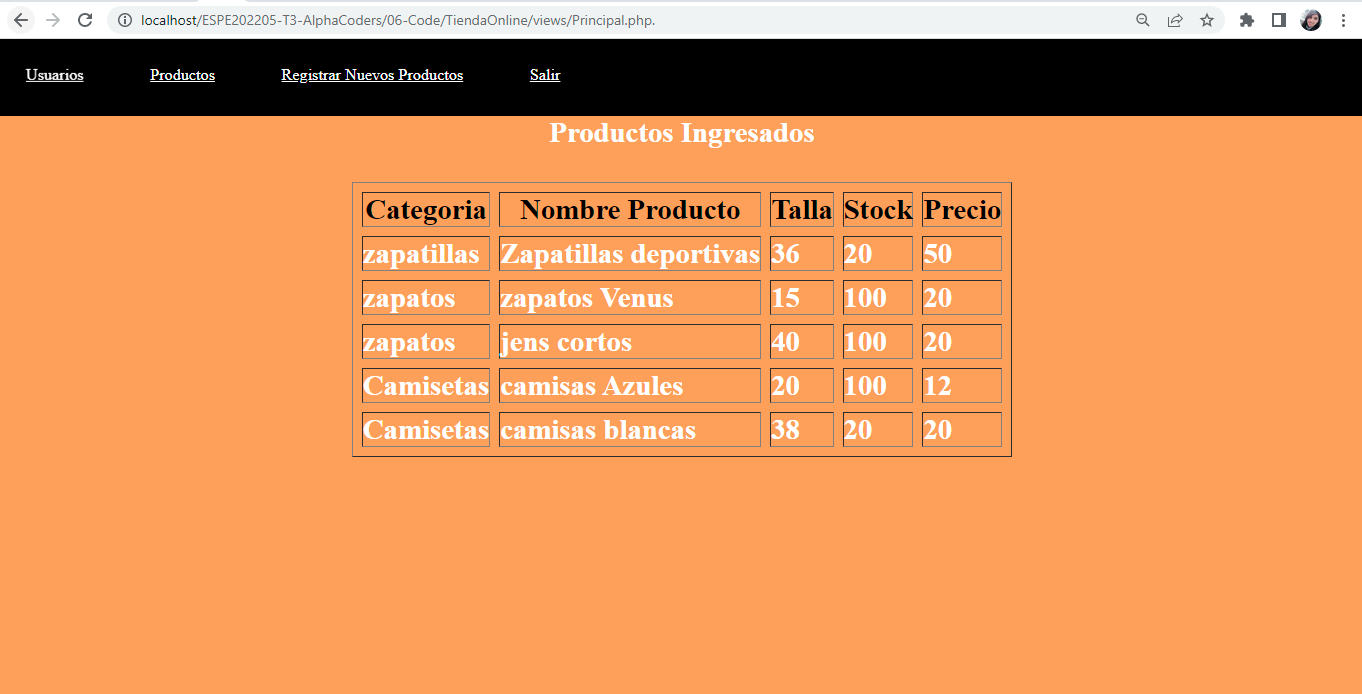 localhost/ESPE202205-T3-AlphaCoders/06-Code/TiendaOnline/views/Principal.php.
Usuarios Productos Registrar Nuevos Productos Salir
Productos Ingresados
Categoria Nombre Producto Talla Stock Precio
zapatillas Zapatillas deportivas 36 20 50
zapatos zapatos Venus 15 100 20
zapatos jens cortos 40 100 20
Camisetas camisas Azules 20 100 12
Camisetas camisas blancas 38 20 20